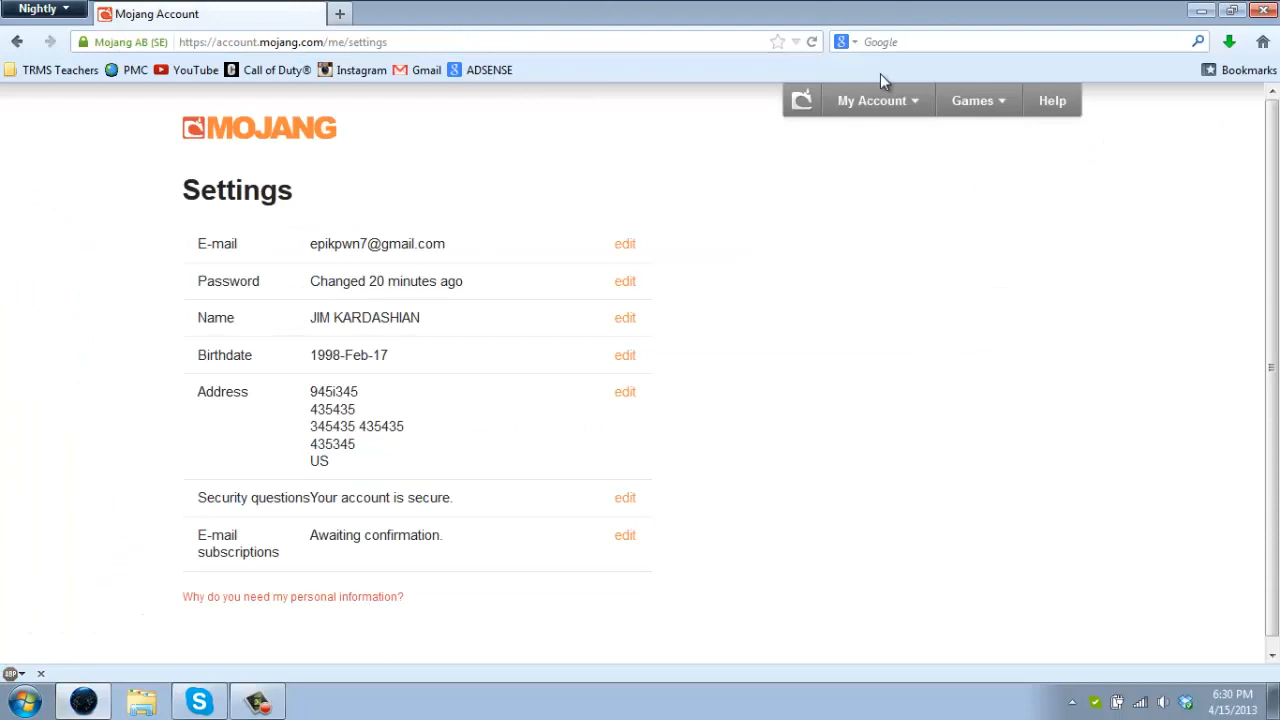 Nightly
Mojang Account
Mojang AB (SE) https://account.mojang.com/me/settings
Google
TRMS Teachers PMC YouTube Call of Duty® Instagram Gmail ADSENSE Bookmarks
My Account Games Help
MOJANG
Settings
E-mail epikpwn7@gmail.com edit
Password Changed 20 minutes ago edit
Name JIM KARDASHIAN edit
Birthdate 1998-Feb-17 edit
Address 945i345 edit
435435
345435 435435
435345
US
Security questionsYour account is secure. edit
E-mail Awaiting confirmation. edit
subscriptions
Why do you need my personal information?
ABP
6:30 PM
4/15/2013